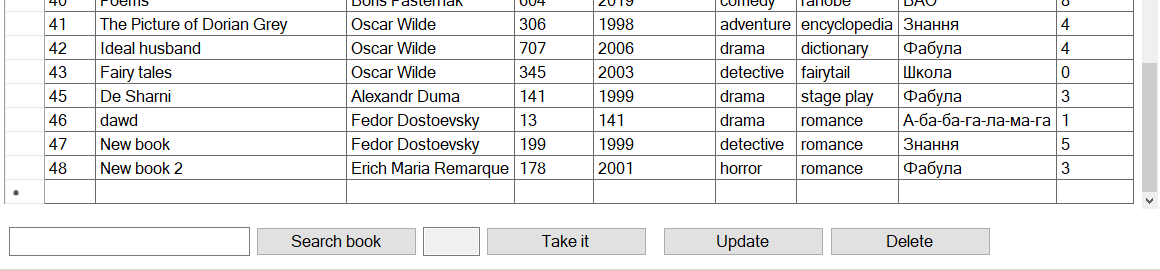 40 Poems Boris Pasternak 604 2019 comedy ranobe BAO 8
41 The Picture of Dorian Grey Oscar Wilde 306 1998 adventure encyclopedia Знання 4
42 Ideal husband Oscar Wilde 707 2006 drama dictionary Фабула 4
43 Fairy tales Oscar Wilde 345 2003 detective fairytail Школа 0
45 De Sharni Alexandr Duma 141 1999 drama stage play Фабула 3
46 dawd Fedor Dostoevsky 13 141 drama romance А-ба-ба-га-ла-ма-га 1
47 New book Fedor Dostoevsky 199 1999 detective romance Знання 5
48 New book 2 Erich Maria Remarque 178 2001 horror romance Фабула 3
*
Search book Take it Update Delete